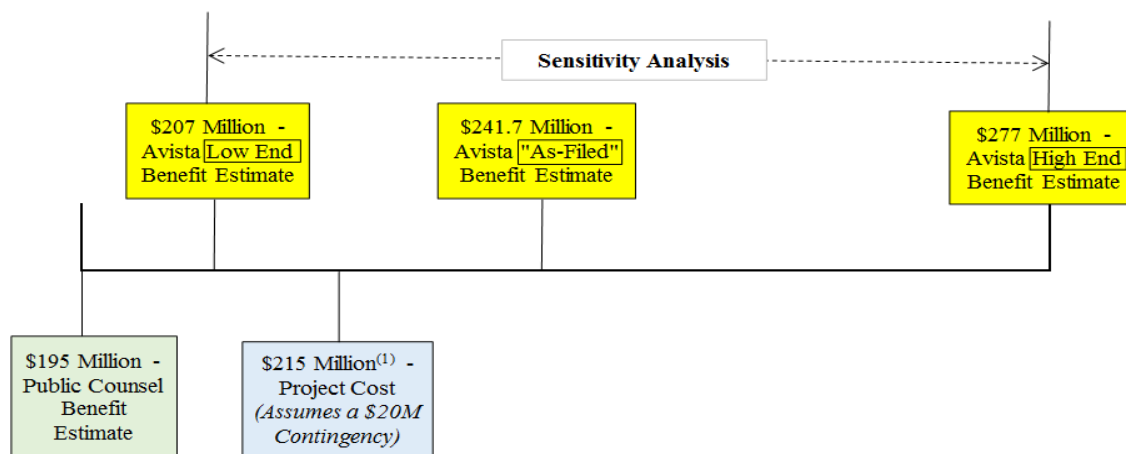 Sensitivity Analysis
$207 Million -
Avista Low End
Benefit Estimate
$241.7 Million -
Avista "As-Filed"
Benefit Estimate
$277 Million -
Avista High End
Benefit Estimate
$195 Million -
Public Counsel
Benefit
Estimate
$215 Million(1) -
Project Cost
(Assumes a $20M
Contingency)